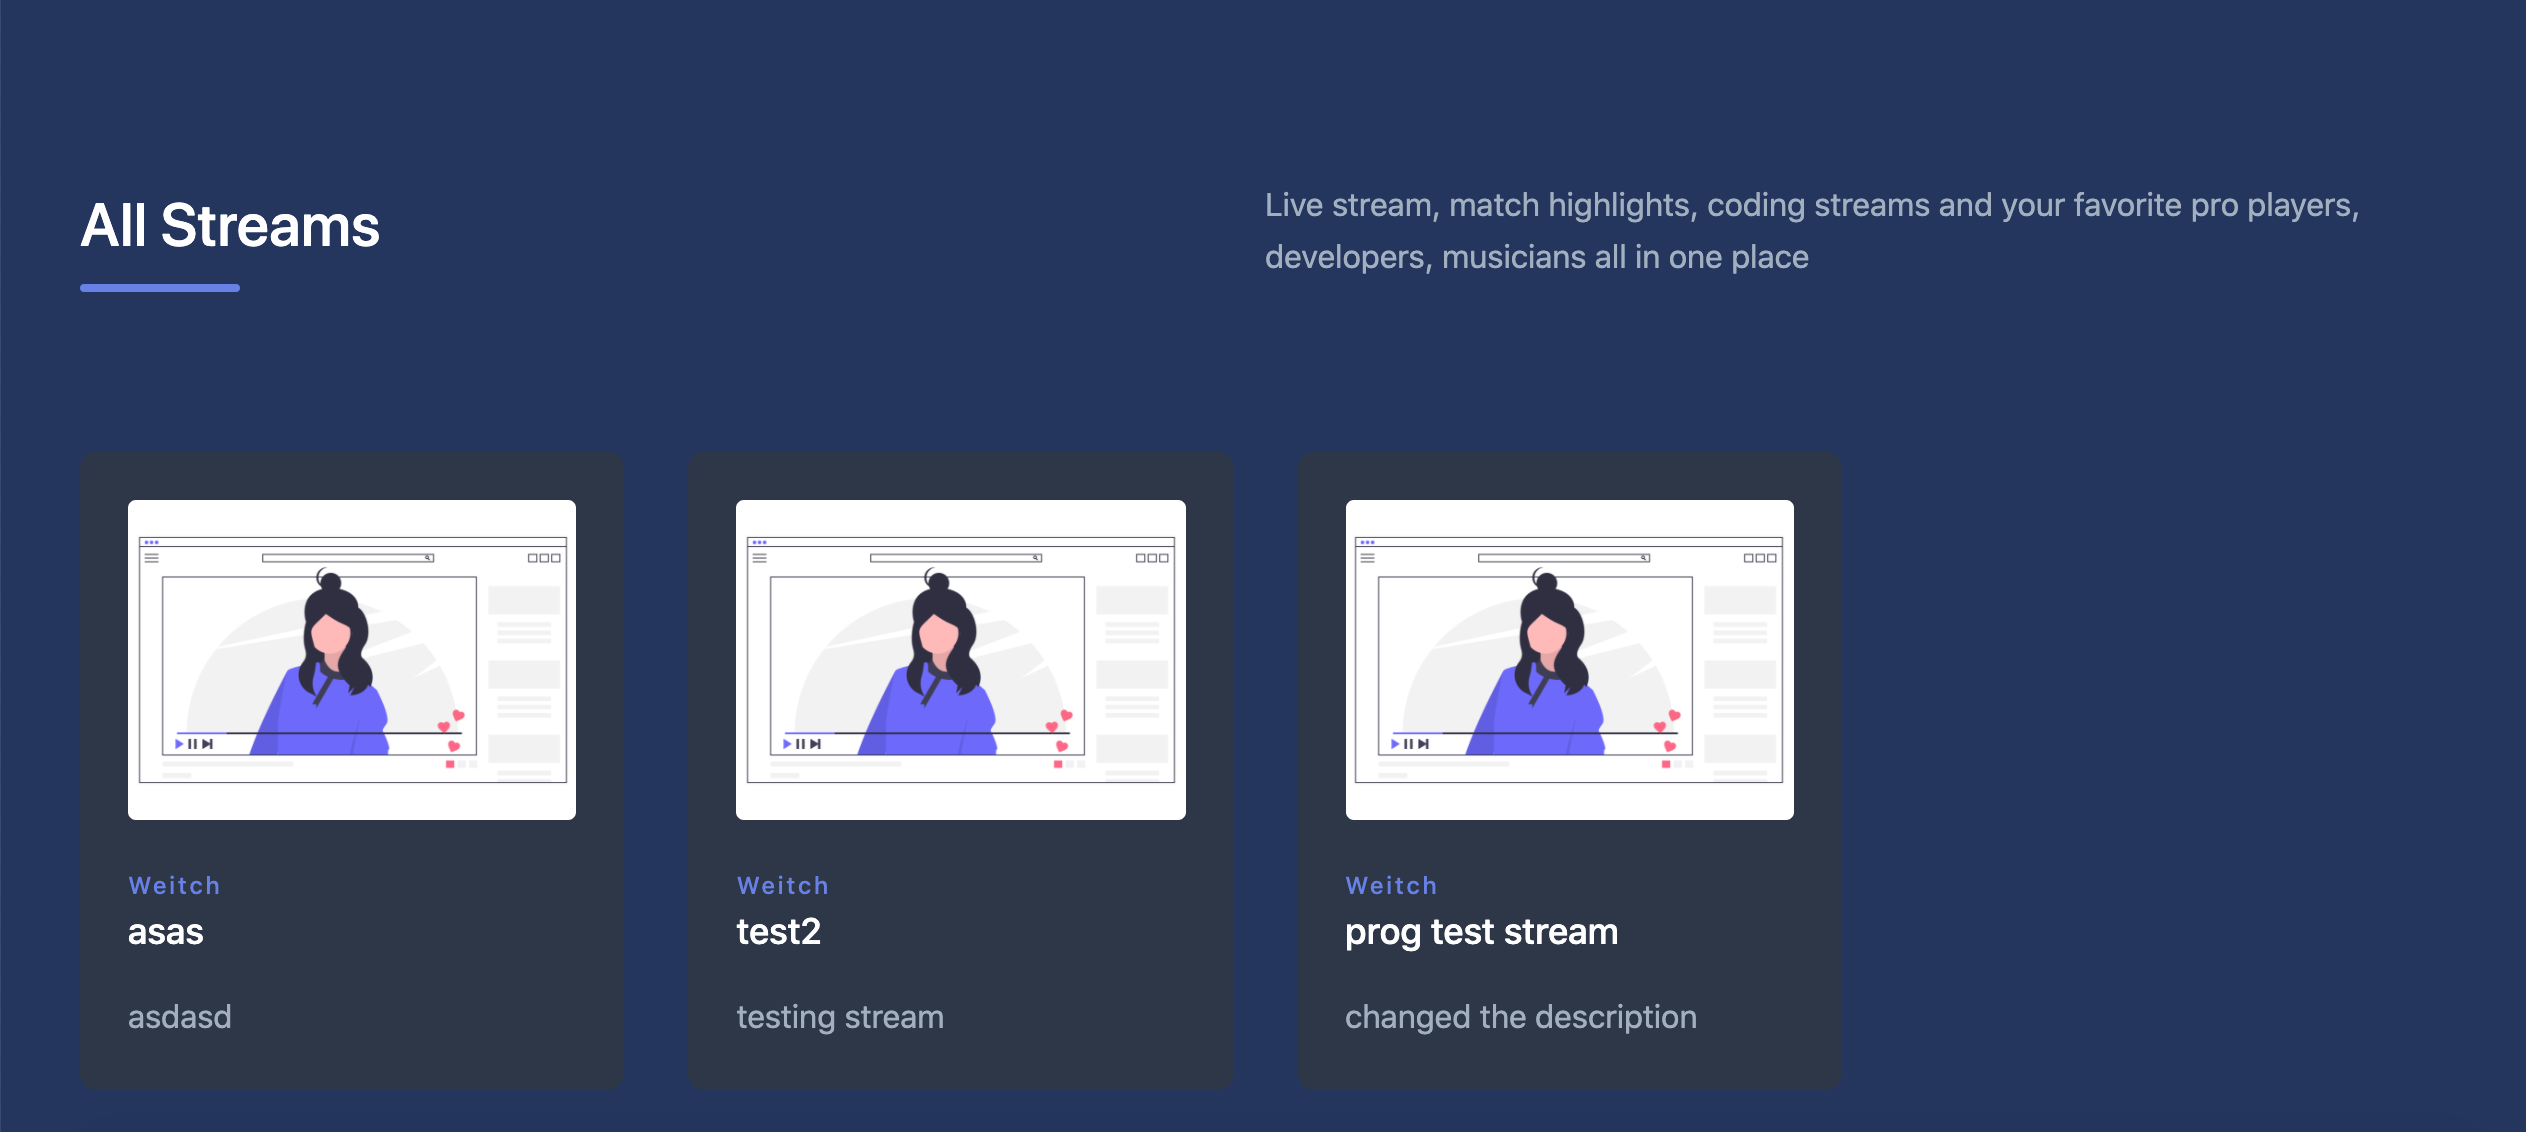 All Streams
Live stream, match highlights, coding streams and your favorite pro players,
developers, musicians all in one place
Weitch
asas
asdasd
Weitch
test2
testing stream
Weitch
prog test stream
changed the description